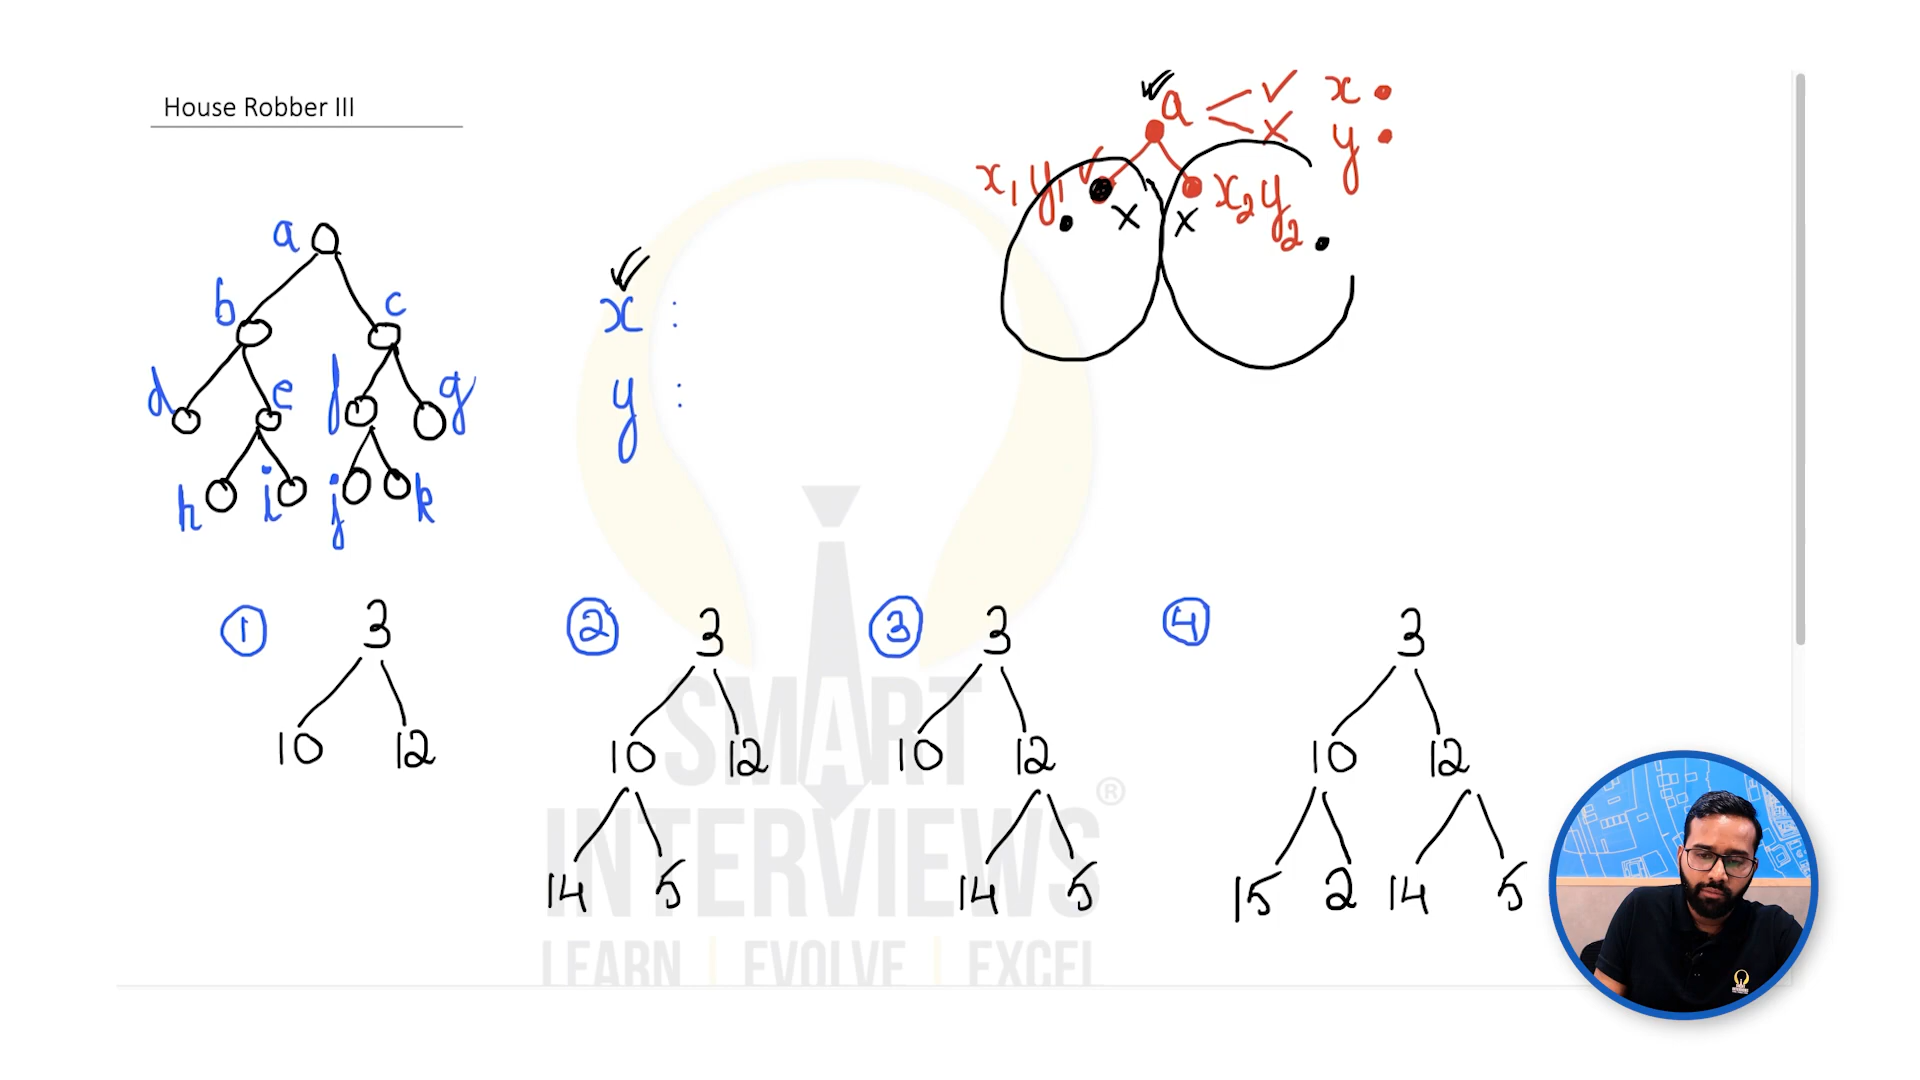 House Robber III
a ✓ x
x y
x₁ y₁ ✓ x₂ y₂
x x
a
b c
d e f g
h i j k
x :
y :
1 3
10 12
2 3
10 12
14 5
3 3
10 12
14 5
4 3
10 12
15 2 14 5
SMART
INTERVIEWS®
LEARN | EVOLVE | EXCEL